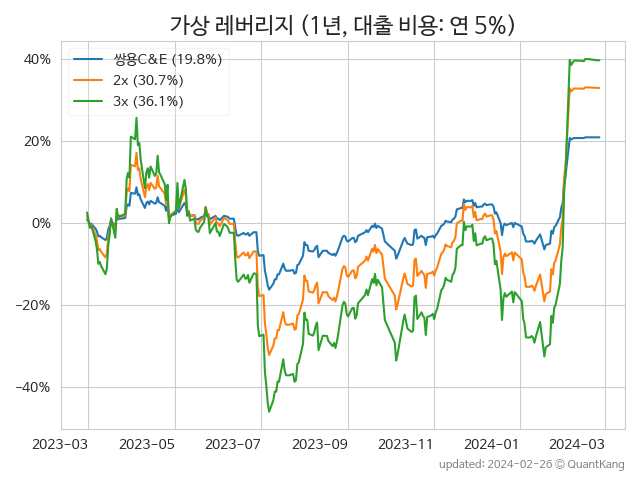 가상 레버리지 (1년, 대출 비용: 연 5%)
쌍용C&E (19.8%)
2x (30.7%)
3x (36.1%)
40%
20%
0%
−20%
−40%
2023-03 2023-05 2023-07 2023-09 2023-11 2024-01 2024-03
updated: 2024-02-26 © QuantKang